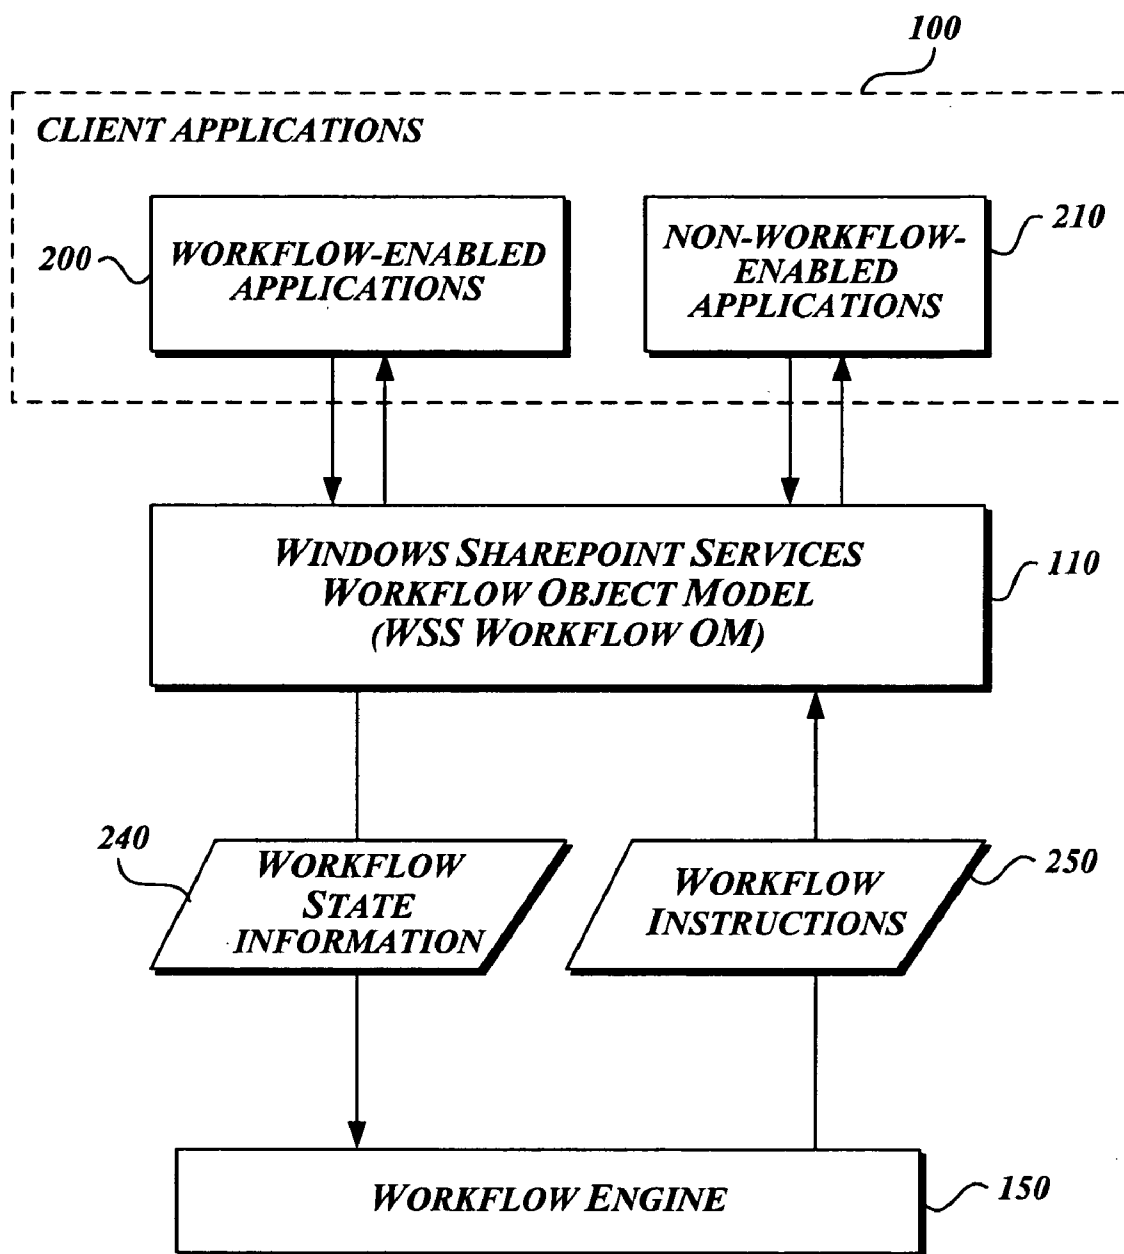 100
CLIENT APPLICATIONS
200
WORKFLOW-ENABLED
APPLICATIONS
NON-WORKFLOW-
ENABLED
APPLICATIONS
210
WINDOWS SHAREPOINT SERVICES
WORKFLOW OBJECT MODEL
(WSS WORKFLOW OM)
110
240
WORKFLOW
STATE
INFORMATION
WORKFLOW
INSTRUCTIONS
250
WORKFLOW ENGINE
150